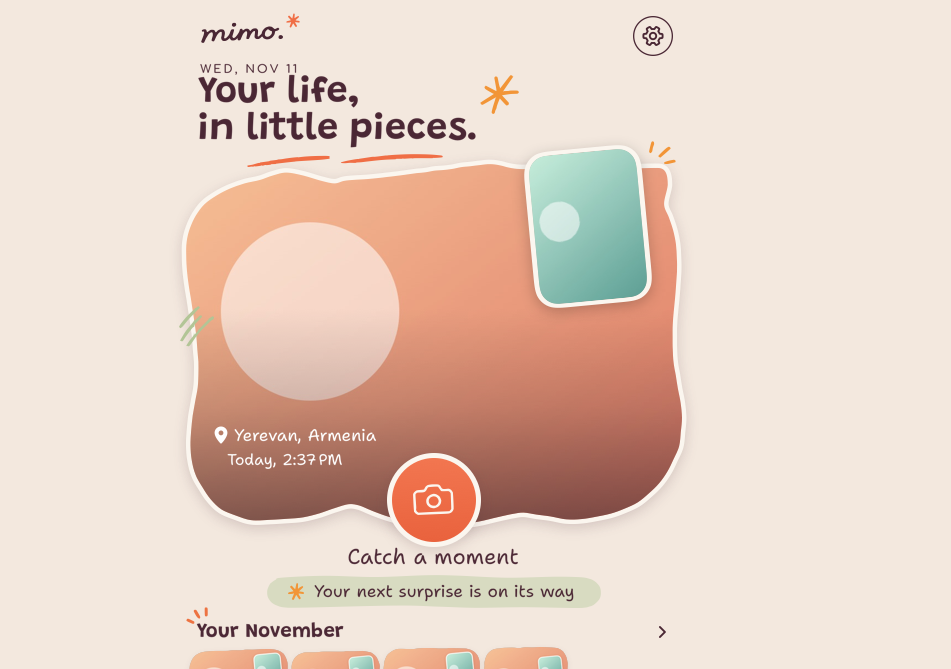 mimo.
WED, NOV 11
Your life,
in little pieces.
Yerevan, Armenia
Today, 2:37 PM
Catch a moment
Your next surprise is on its way
Your November